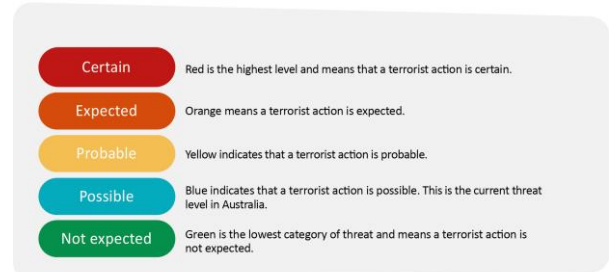 Certain
Red is the highest level and means that a terrorist action is certain.
Expected
Orange means a terrorist action is expected.
Probable
Yellow indicates that a terrorist action is probable.
Possible
Blue indicates that a terrorist action is possible. This is the current threat
level in Australia.
Not expected
Green is the lowest category of threat and means a terrorist action is
not expected.